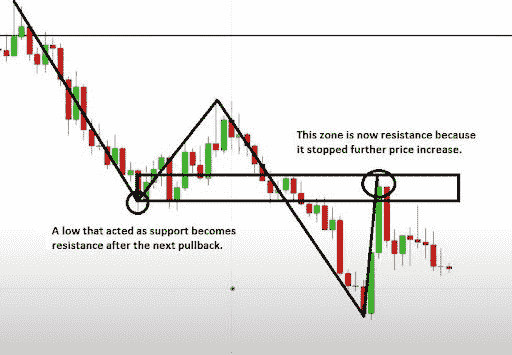 This zone is now resistance because
it stopped further price increase.
A low that acted as support becomes
resistance after the next pullback.